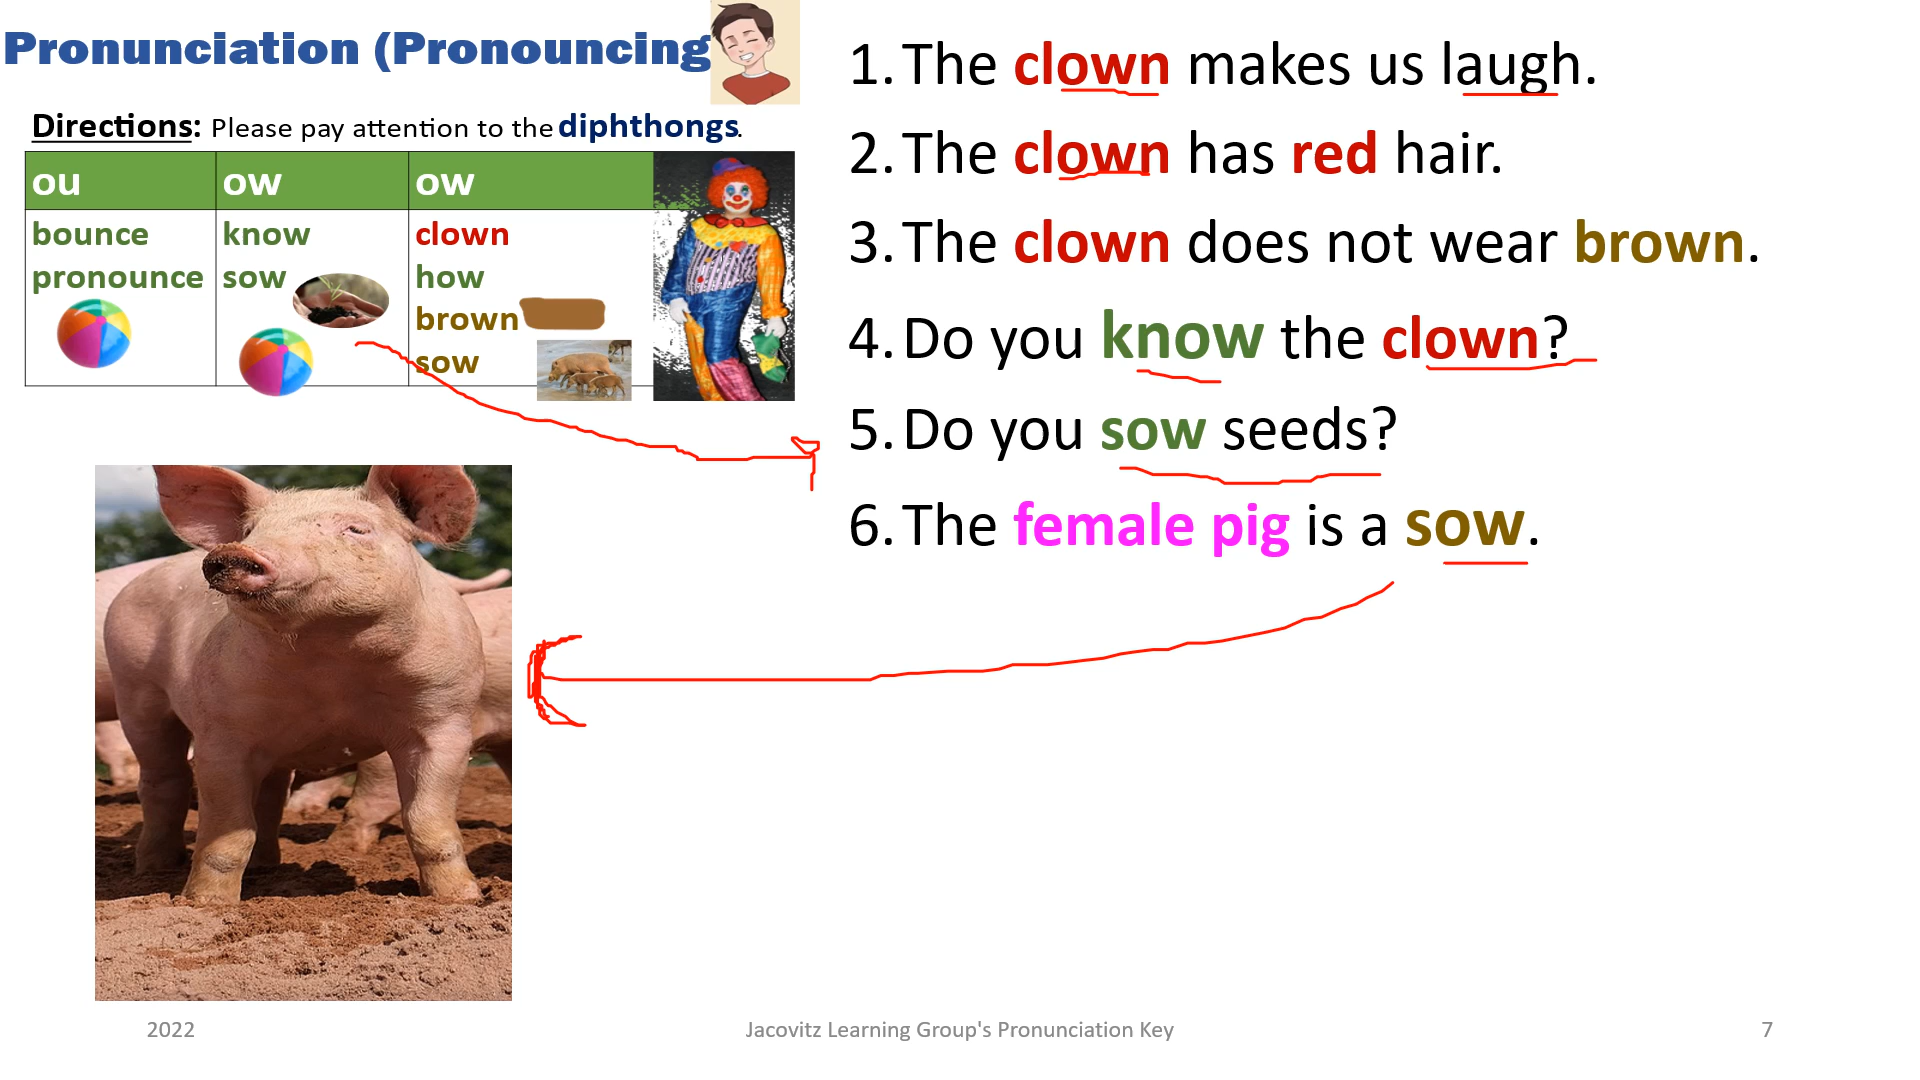 Pronunciation (Pronouncing
Directions: Please pay attention to the diphthongs.
ou ow ow
bounce know clown
pronounce sow how
brown
sow
1. The clown makes us laugh.
2. The clown has red hair.
3. The clown does not wear brown.
4. Do you know the clown?
5. Do you sow seeds?
6. The female pig is a sow.
2022 Jacovitz Learning Group's Pronunciation Key 7